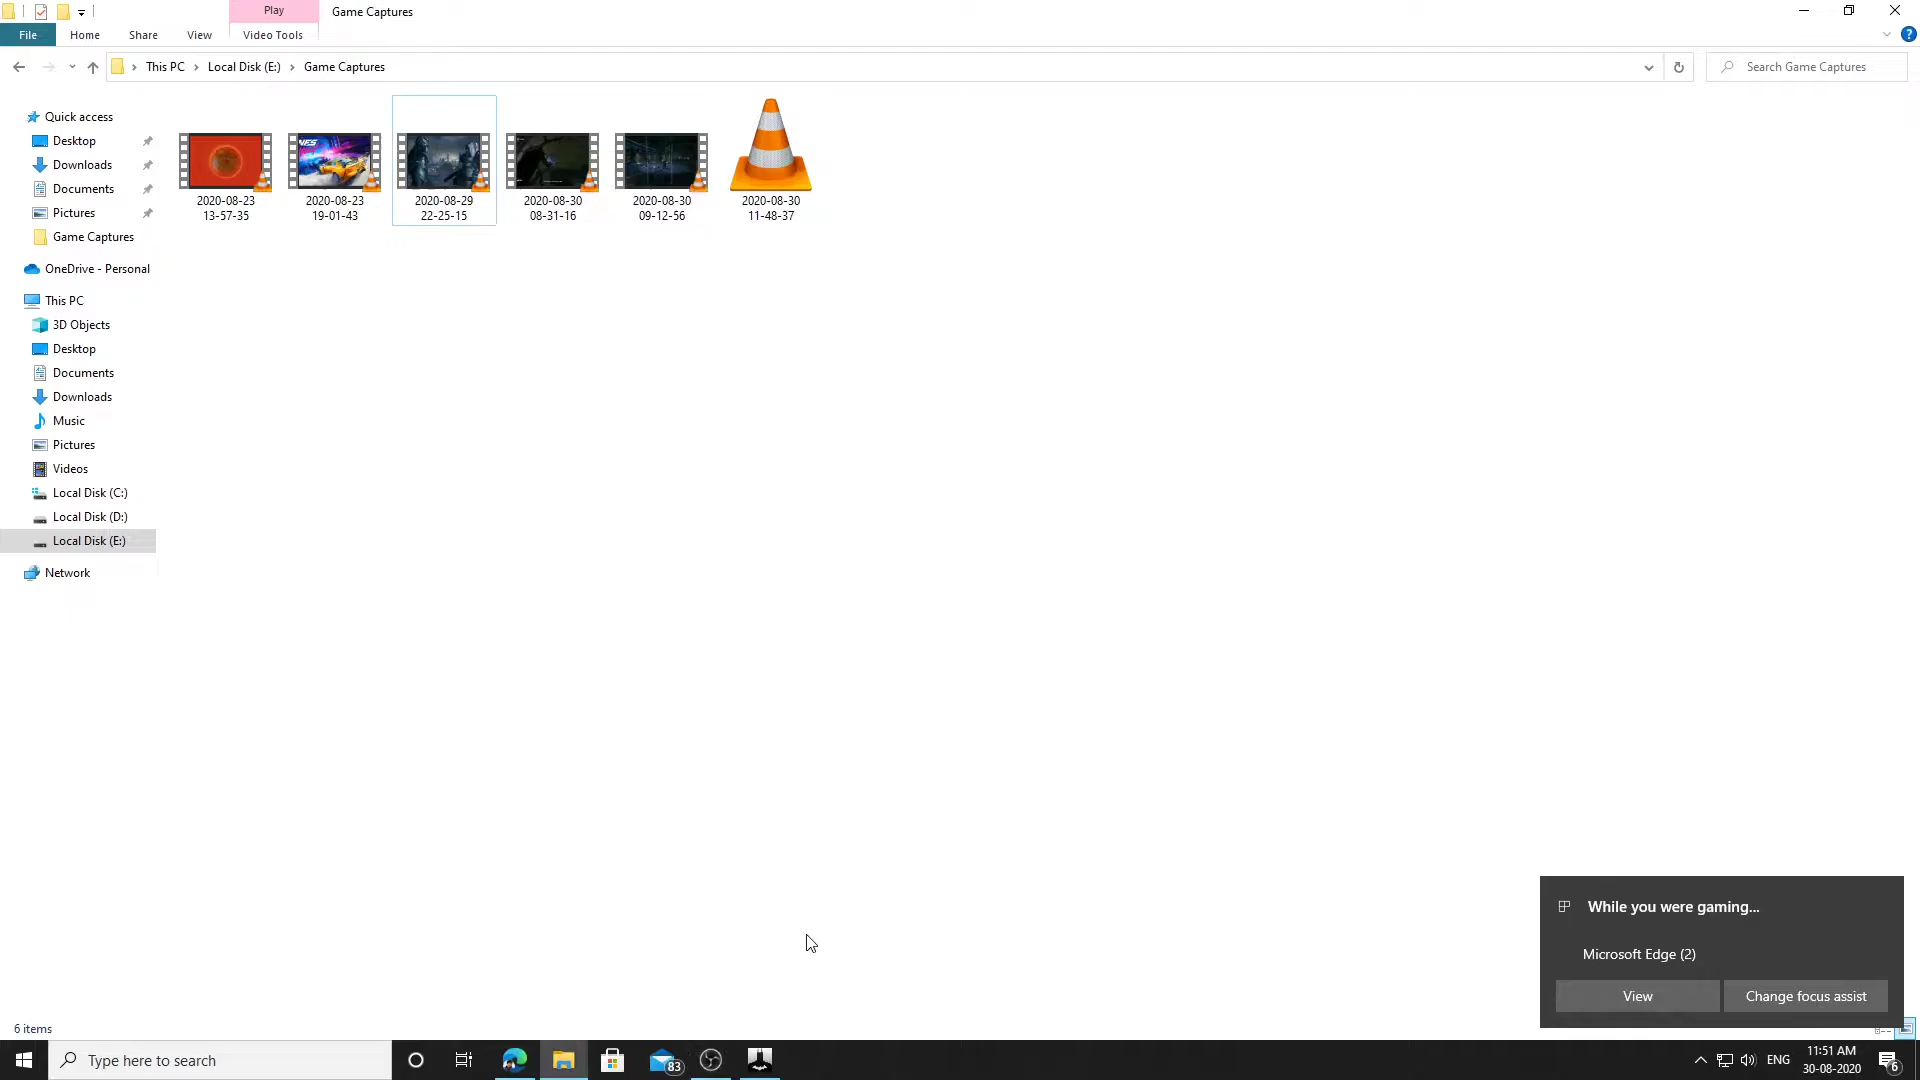 Play
Game Captures
File
Home
Share
View
Video Tools
This PC
Local Disk (E:)
Game Captures
Search Game Captures
Quick access
Desktop
Downloads
Documents
Pictures
Game Captures
OneDrive - Personal
This PC
3D Objects
Desktop
Documents
Downloads
Music
Pictures
Videos
Local Disk (C:)
Local Disk (D:)
Local Disk (E:)
Network
NFS
2020-08-23
13-57-35
2020-08-23
19-01-43
2020-08-29
22-25-15
2020-08-30
08-31-16
2020-08-30
09-12-56
2020-08-30
11-48-37
While you were gaming...
Microsoft Edge (2)
View
Change focus assist
6 items
Type here to search
83
ENG
11:51 AM
30-08-2020
6